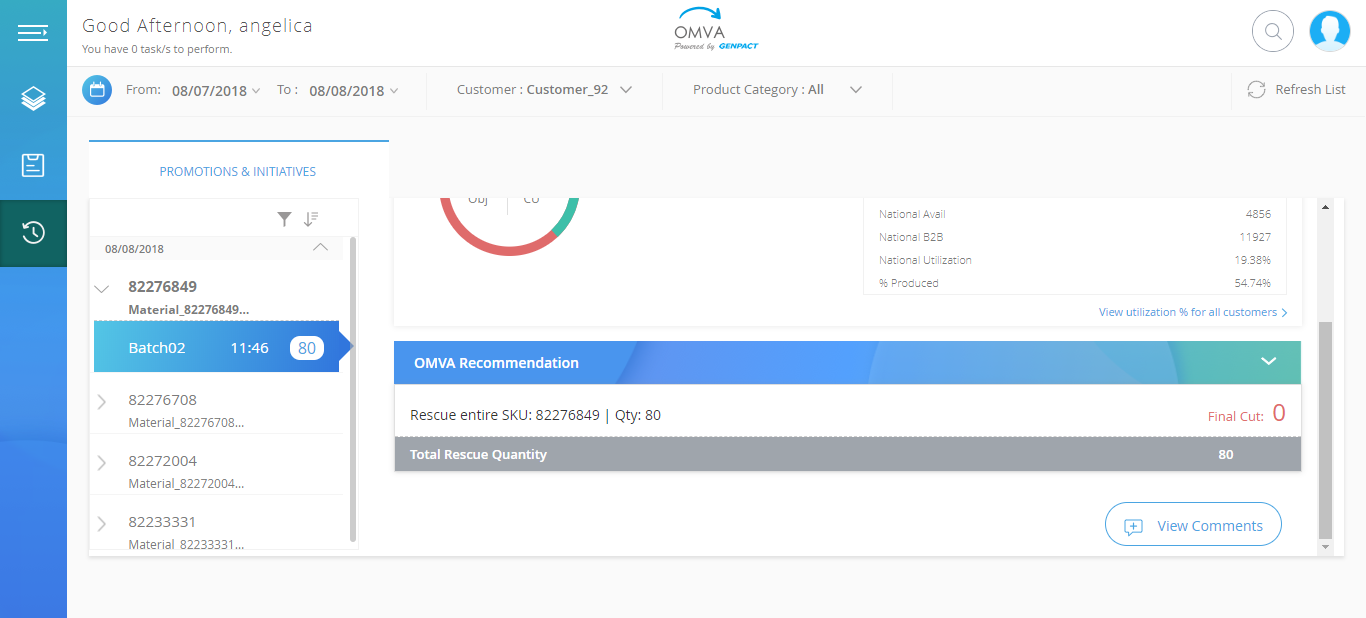 Good Afternoon, angelica
You have 0 task/s to perform.
OMVA
Powered by GENPACT
From: 08/07/2018 To : 08/08/2018
Customer : Customer_92
Product Category : All
Refresh List
PROMOTIONS & INITIATIVES
08/08/2018
82276849
Material_82276849...
Batch02 11:46 80
82276708
Material_82276708...
82272004
Material_82272004...
82233331
Material_82233331...
Obj CU
National Avail 4856
National B2B 11927
National Utilization 19.38%
% Produced 54.74%
View utilization % for all customers
OMVA Recommendation
Rescue entire SKU: 82276849 | Qty: 80
Final Cut: 0
Total Rescue Quantity 80
View Comments